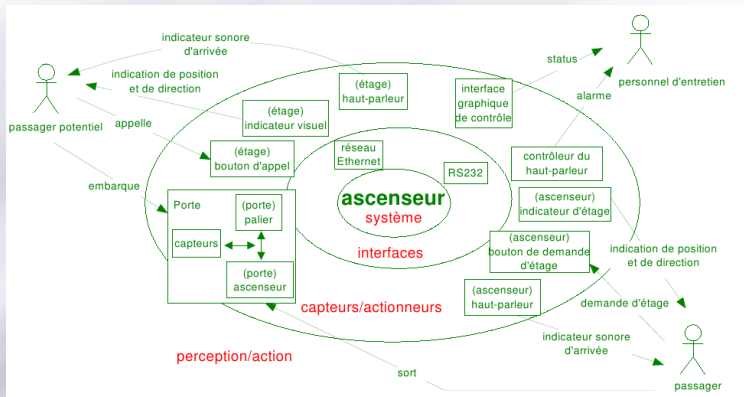 indicateur sonore
d'arrivée
indication de position
et de direction
passager potentiel
appelle
embarque
(étage)
haut-parleur
(étage)
indicateur visuel
(étage)
bouton d'appel
interface
graphique
de contrôle
status
personnel d'entretien
alarme
réseau
Ethernet
RS232
contrôleur du
haut-parleur
ascenseur
système
interfaces
(ascenseur)
indicateur d'étage
(ascenseur)
bouton de demande
d'étage
(ascenseur)
haut-parleur
Porte
(porte)
palier
capteurs
(porte)
ascenseur
capteurs/actionneurs
perception/action
indication de position
et de direction
demande d'étage
indicateur sonore
d'arrivée
sort
passager